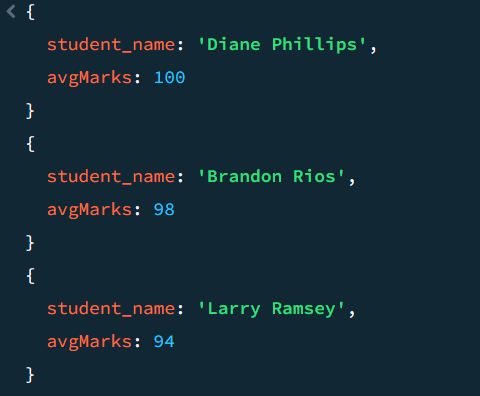 {
student_name: 'Diane Phillips',
avgMarks: 100
}
{
student_name: 'Brandon Rios',
avgMarks: 98
}
{
student_name: 'Larry Ramsey',
avgMarks: 94
}